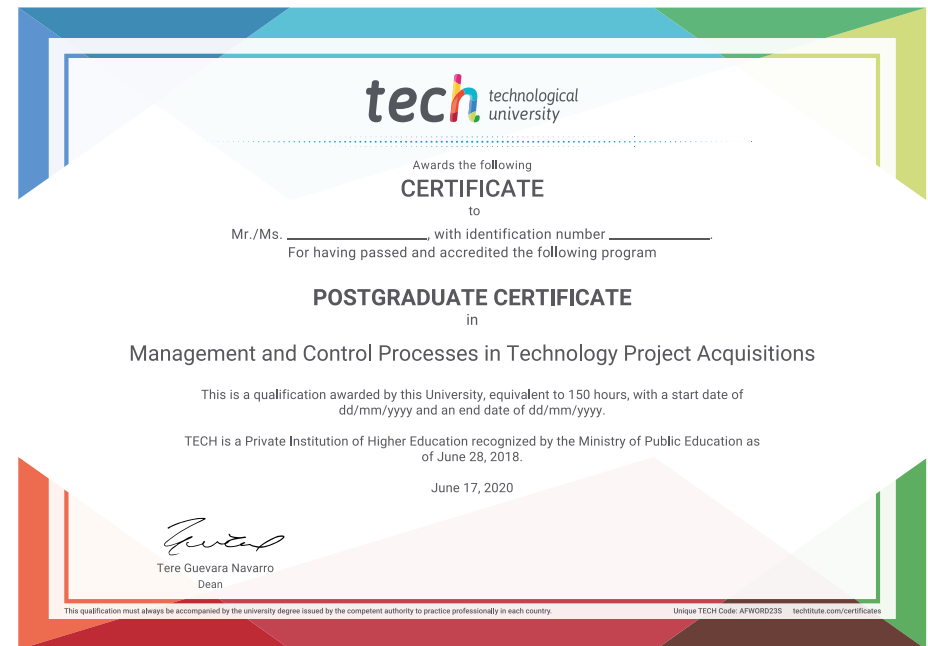 tech technological
university
Awards the following
CERTIFICATE
to
Mr./Ms. ____________________, with identification number ______________.
For having passed and accredited the following program
POSTGRADUATE CERTIFICATE
in
Management and Control Processes in Technology Project Acquisitions
This is a qualification awarded by this University, equivalent to 150 hours, with a start date of
dd/mm/yyyy and an end date of dd/mm/yyyy.
TECH is a Private Institution of Higher Education recognized by the Ministry of Public Education as
of June 28, 2018.
June 17, 2020
Tere Guevara Navarro
Dean
This qualification must always be accompanied by the university degree issued by the competent authority to practice professionally in each country.
Unique TECH Code: AFWORD23S techtitute.com/certificates